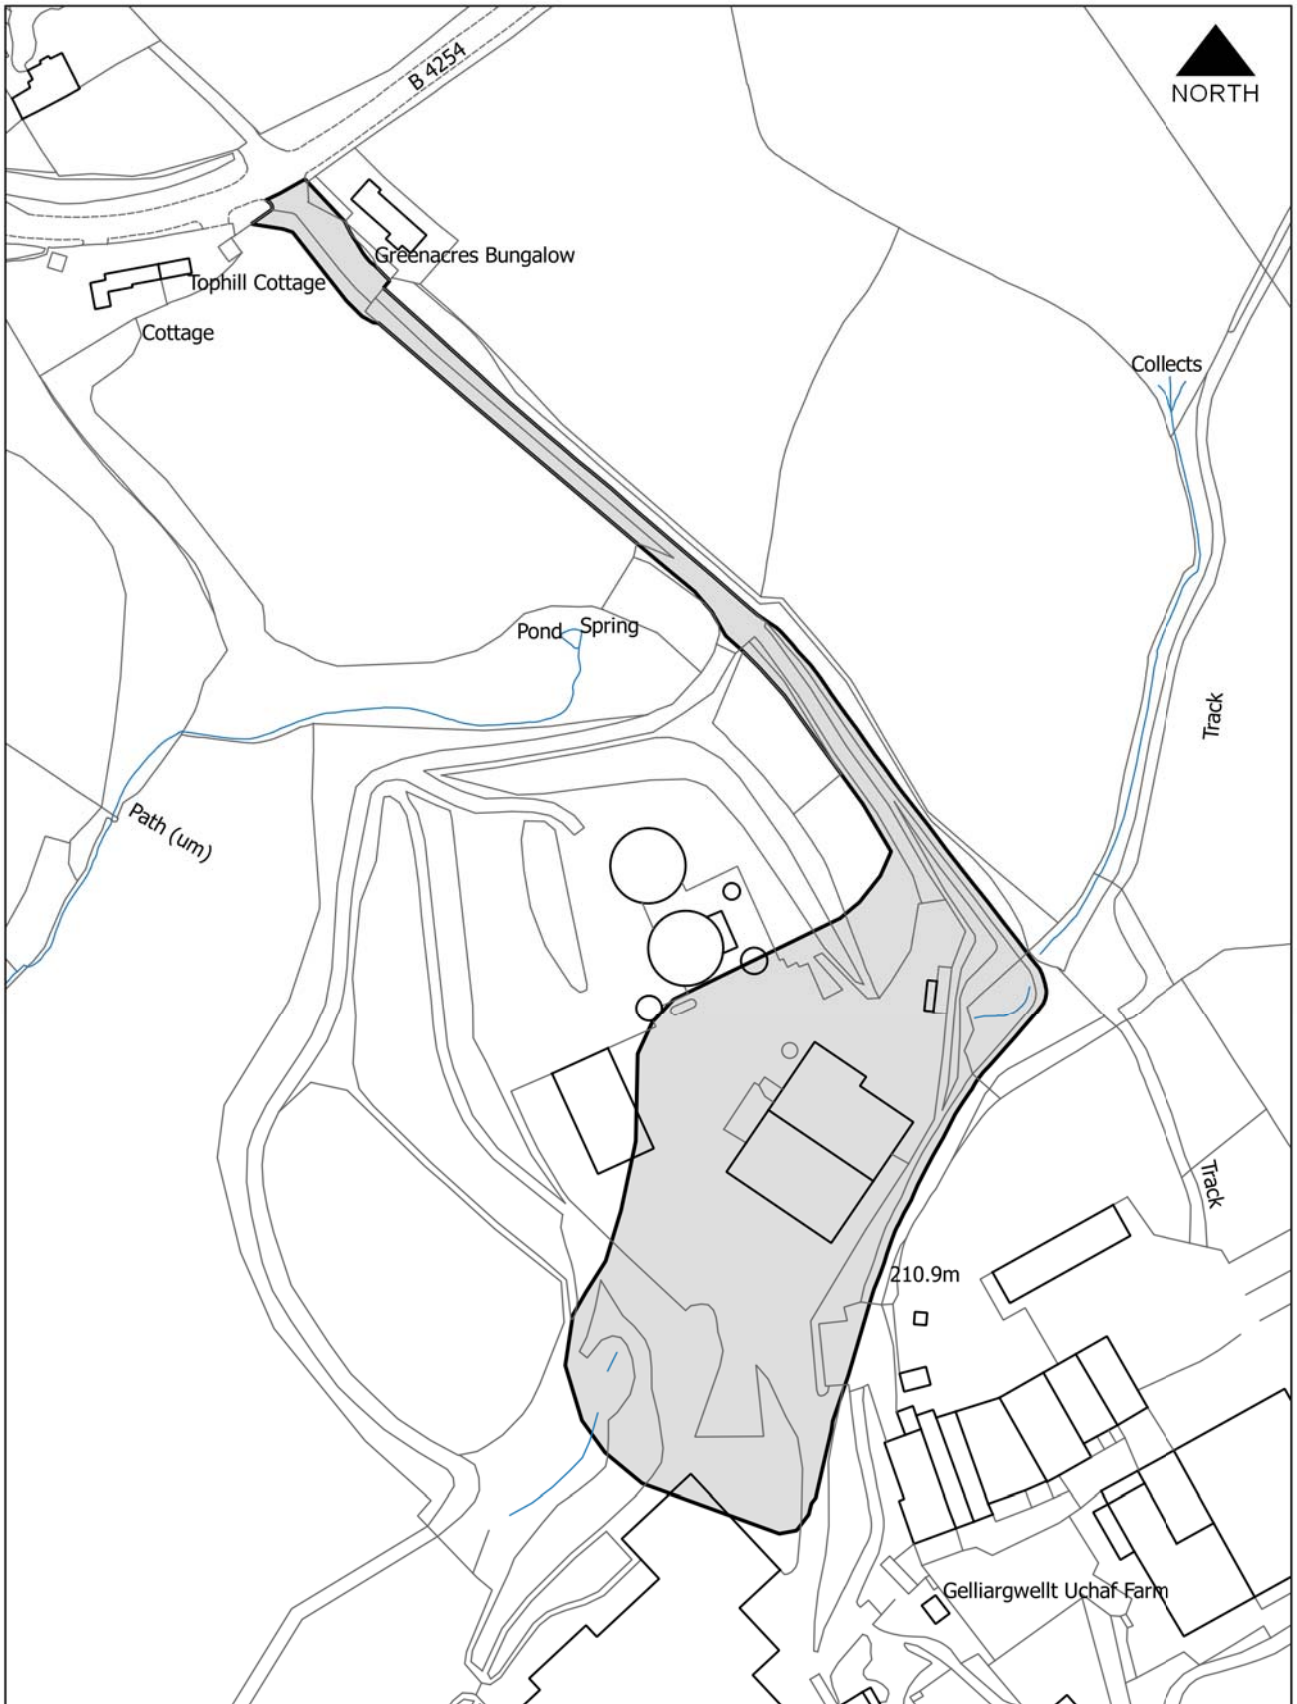 B 4254
NORTH
Greenacres Bungalow
Tophill Cottage
Cottage
Collects
Pond
Spring
Track
Path (um)
Track
210.9m
Gelliargwellt Uchaf Farm